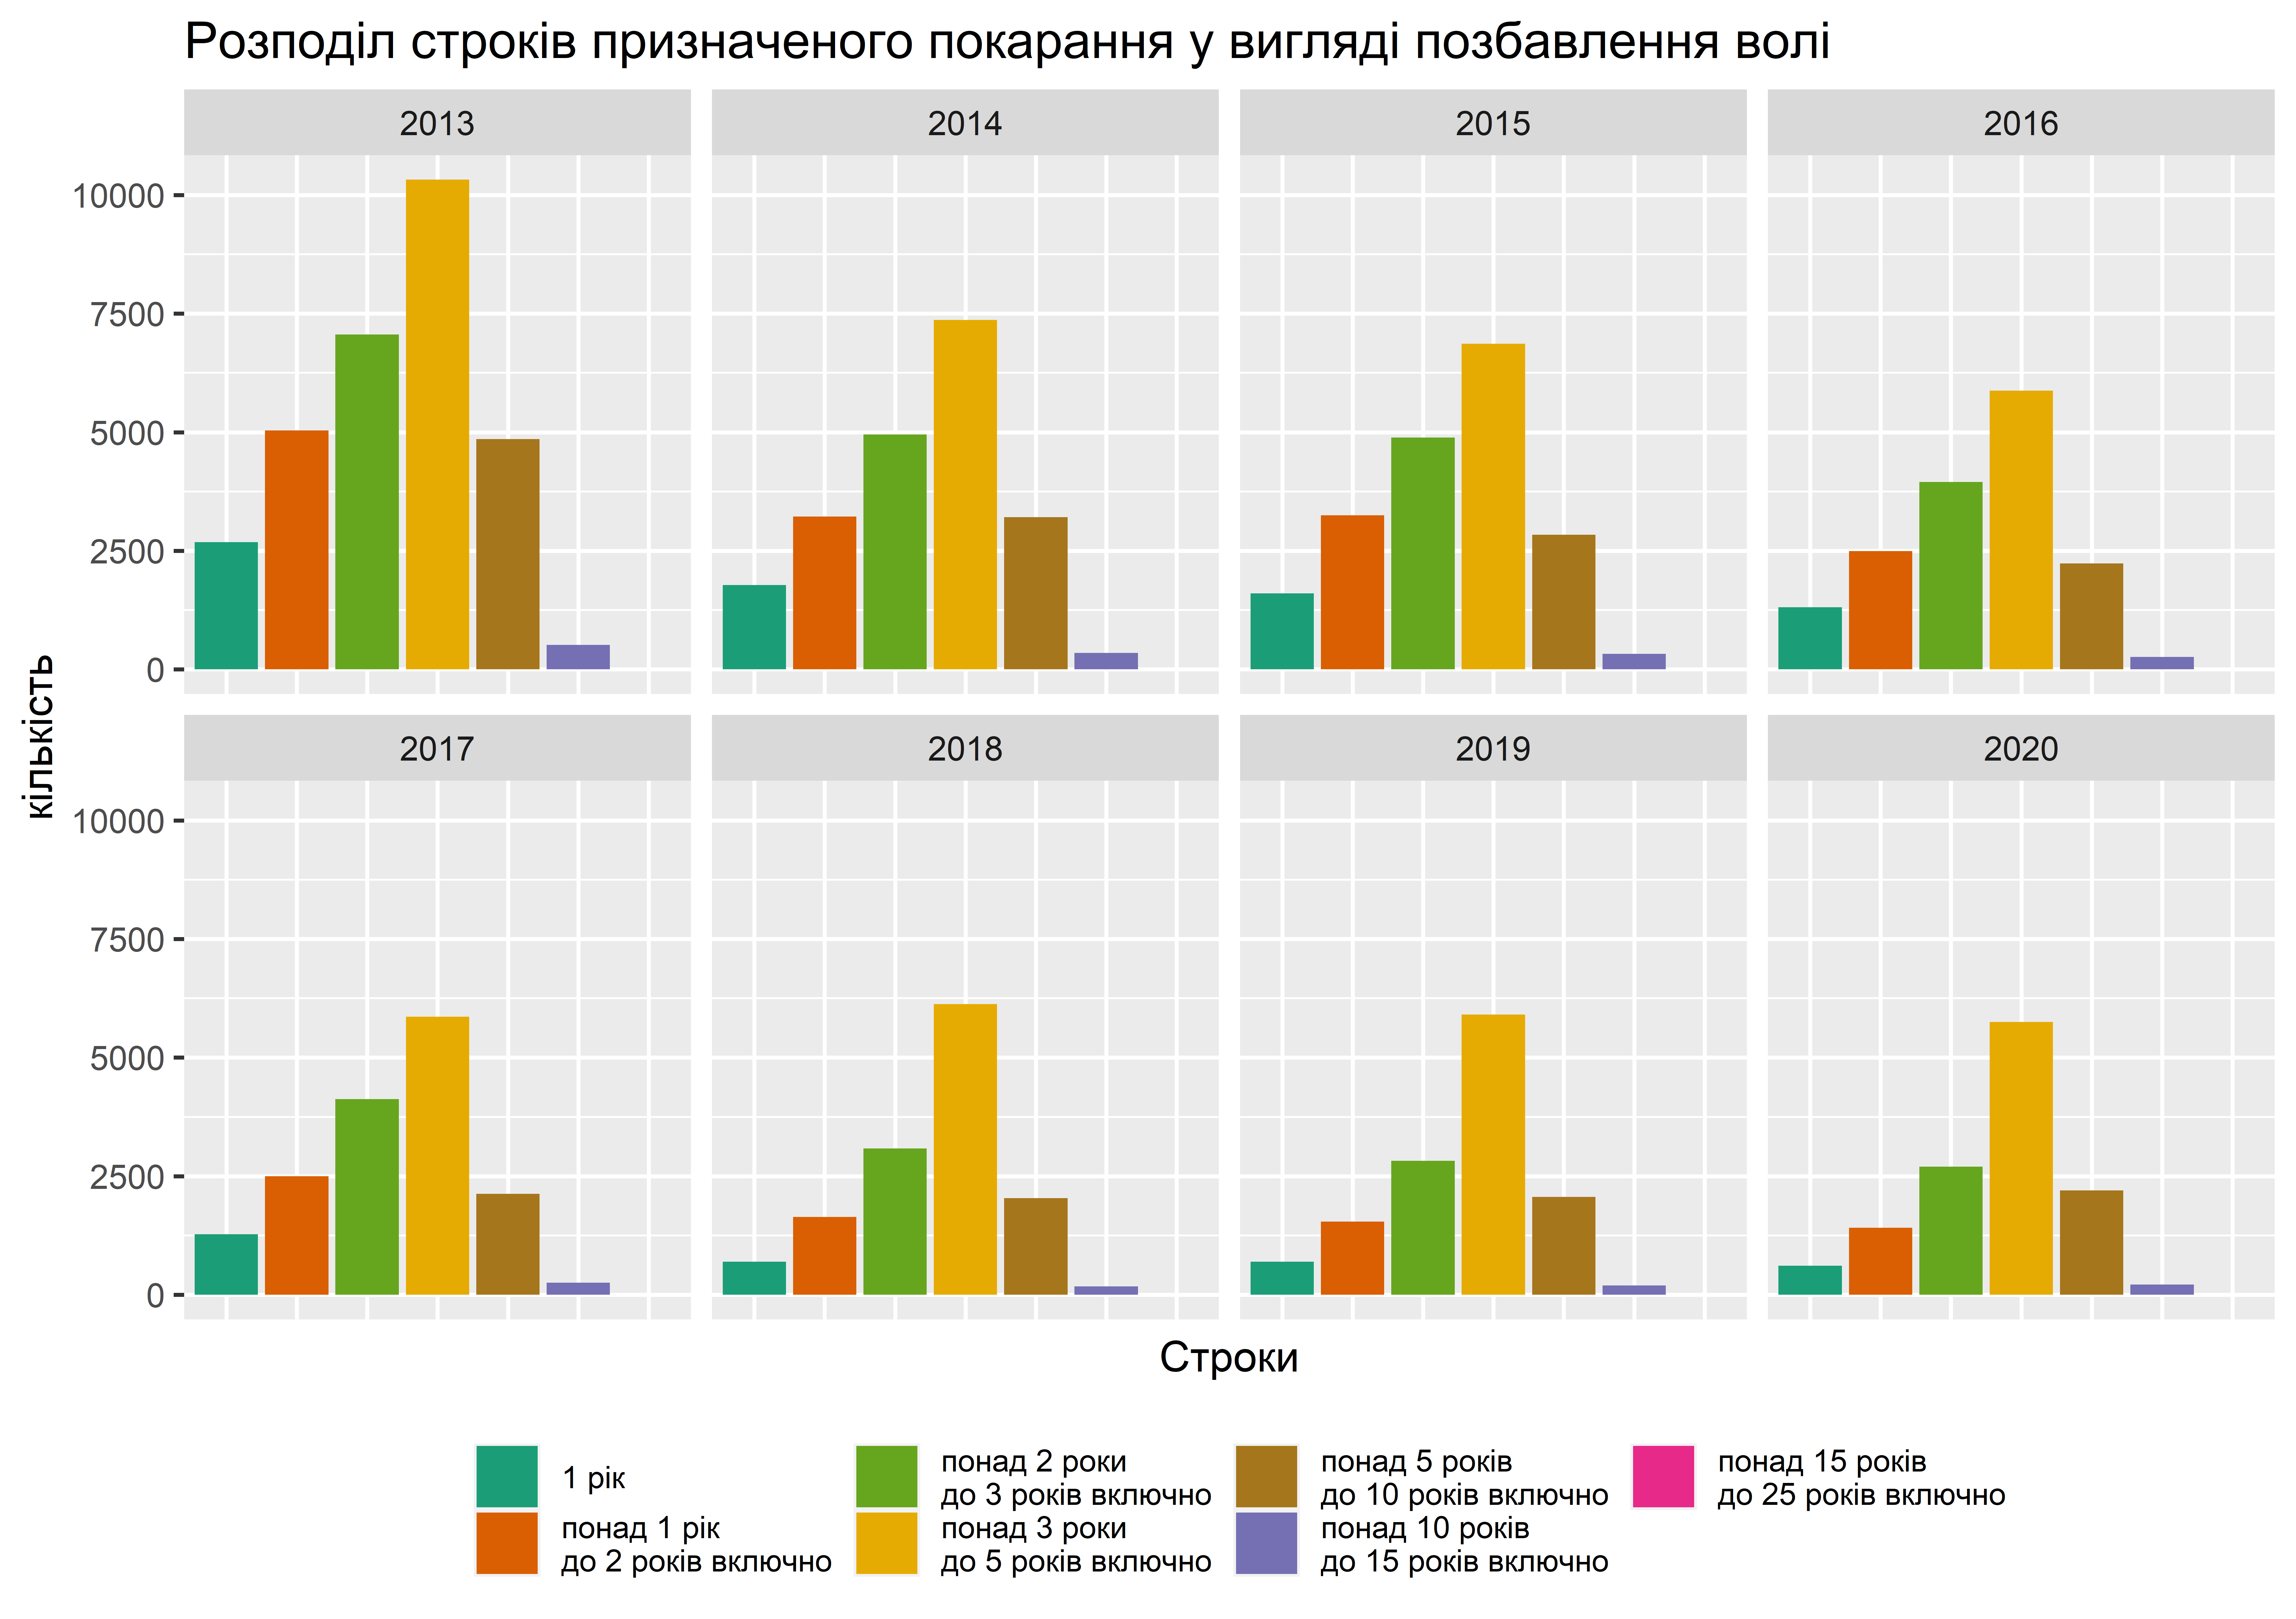 Розподіл строків призначеного покарання у вигляді позбавлення волі
2013
2014
2015
2016
10000
7500
5000
2500
0
кількість
2017
2018
2019
2020
10000
7500
5000
2500
0
Строки
1 рік
понад 1 рік
до 2 років включно
понад 2 роки
до 3 років включно
понад 3 роки
до 5 років включно
понад 5 років
до 10 років включно
понад 10 років
до 15 років включно
понад 15 років
до 25 років включно